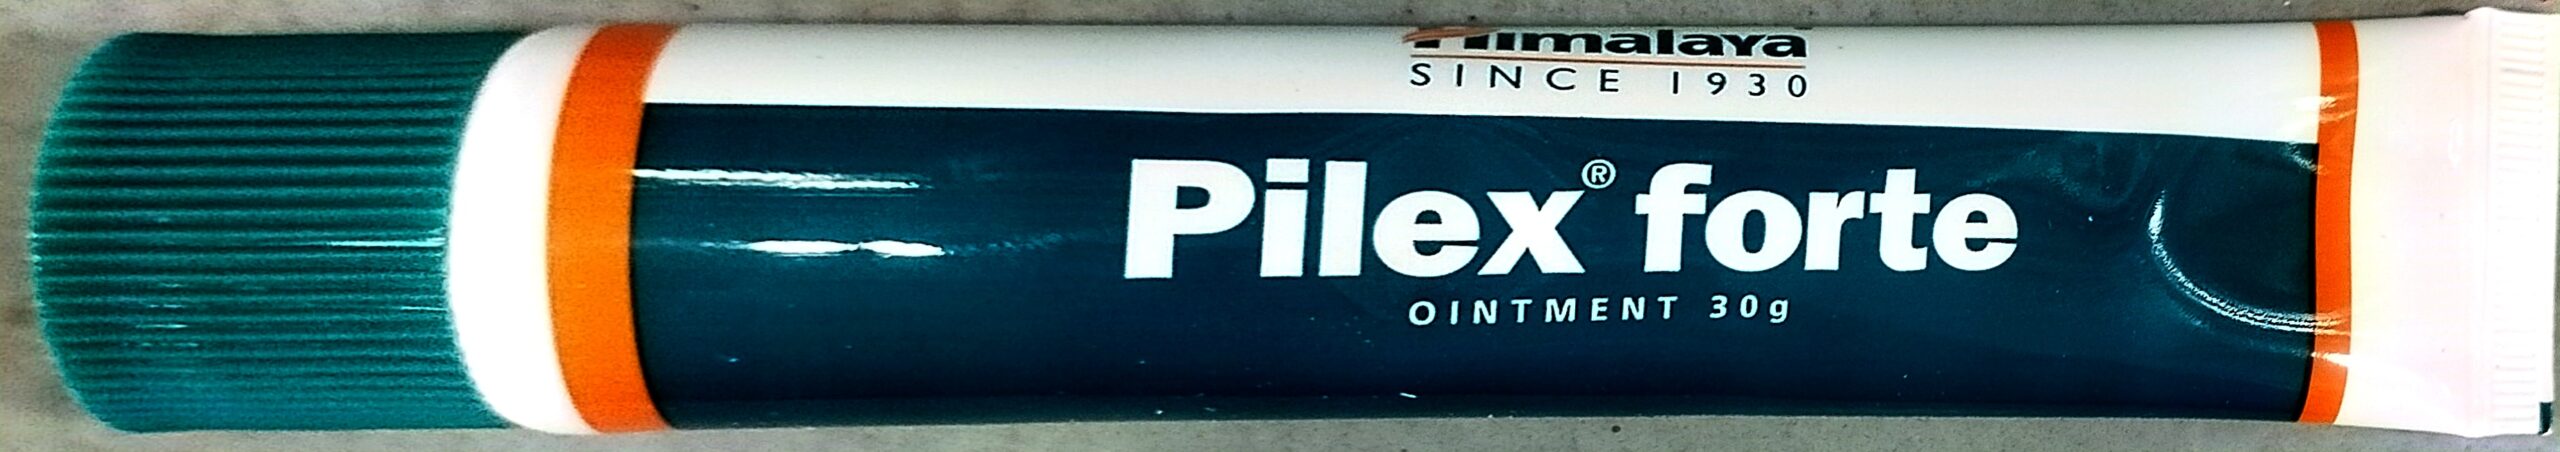 Himalaya
SINCE 1930
Pilex® forte
OINTMENT 30g